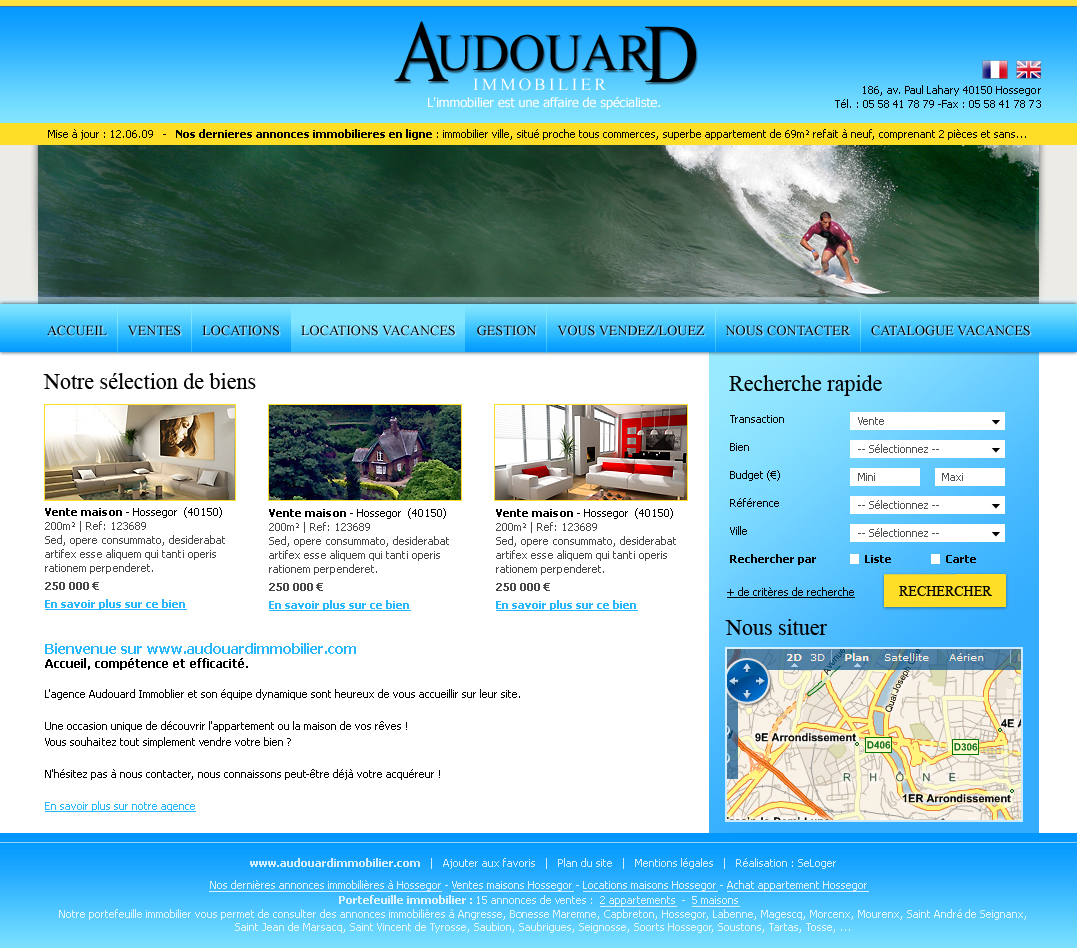 AUDOUARD
IMMOBILIER
L'immobilier est une affaire de spécialiste.
186, av. Paul Lahary 40150 Hossegor
Tél. : 05 58 41 78 79 -Fax : 05 58 41 78 73
Mise à jour : 12.06.09 - Nos dernieres annonces immobilieres en ligne : immobilier ville, situé proche tous commerces, superbe appartement de 69m² refait à neuf, comprenant 2 pièces et sans...
ACCUEIL VENTES LOCATIONS LOCATIONS VACANCES GESTION VOUS VENDEZ/LOUEZ NOUS CONTACTER CATALOGUE VACANCES
Notre sélection de biens
Vente maison - Hossegor (40150)
200m² | Ref: 123689
Sed, opere consummato, desiderabat
artifex esse aliquem qui tanti operis
rationem perpenderet.
250 000 €
En savoir plus sur ce bien
Vente maison - Hossegor (40150)
200m² | Ref: 123689
Sed, opere consummato, desiderabat
artifex esse aliquem qui tanti operis
rationem perpenderet.
250 000 €
En savoir plus sur ce bien
Vente maison - Hossegor (40150)
200m² | Ref: 123689
Sed, opere consummato, desiderabat
artifex esse aliquem qui tanti operis
rationem perpenderet.
250 000 €
En savoir plus sur ce bien
Bienvenue sur www.audouardimmobilier.com
Accueil, compétence et efficacité.
L'agence Audouard Immobilier et son équipe dynamique sont heureux de vous accueillir sur leur site.
Une occasion unique de découvrir l'appartement ou la maison de vos rêves !
Vous souhaitez tout simplement vendre votre bien ?
N'hésitez pas à nous contacter, nous connaissons peut-être déjà votre acquéreur !
En savoir plus sur notre agence
Recherche rapide
Transaction Vente
Bien -- Sélectionnez --
Budget (€) Mini Maxi
Référence -- Sélectionnez --
Ville -- Sélectionnez --
Rechercher par Liste Carte
+ de critères de recherche RECHERCHER
Nous situer
2D 3D Plan Satellite Aérien
Avenue
Quai Joseph
4E A
9E Arrondissement
D406
D306
RHÔNE
1ER Arrondissement
www.audouardimmobilier.com | Ajouter aux favoris | Plan du site | Mentions légales | Réalisation : SeLoger
Nos dernières annonces immobilières à Hossegor - Ventes maisons Hossegor - Locations maisons Hossegor - Achat appartement Hossegor
Portefeuille immobilier : 15 annonces de ventes : 2 appartements - 5 maisons
Notre portefeuille immobilier vous permet de consulter des annonces immobilières à Angresse, Bonesse Maremne, Capbreton, Hossegor, Labenne, Magescq, Morcenx, Mourenx, Saint André de Seignanx,
Saint Jean de Marsacq, Saint Vincent de Tyrosse, Saubion, Saubrigues, Seignosse, Soorts Hossegor, Soustons, Tartas, Tosse, ...